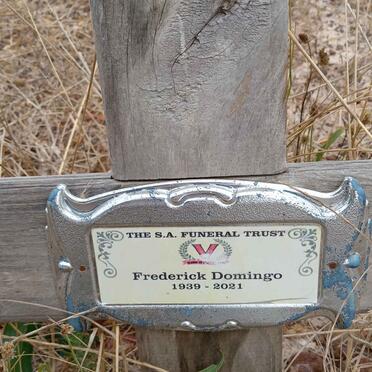 THE S.A. FUNERAL TRUST
V
Frederick Domingo
1939 - 2021